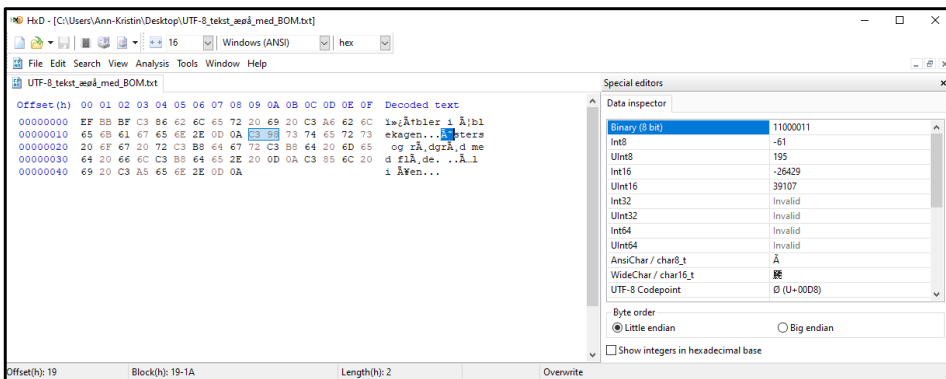 HxD - [C:\Users\Ann-Kristin\Desktop\UTF-8_tekst_æøå_med_BOM.txt]
16 Windows (ANSI) hex
File Edit Search View Analysis Tools Window Help
UTF-8_tekst_æøå_med_BOM.txt
Offset(h) 00 01 02 03 04 05 06 07 08 09 0A 0B 0C 0D 0E 0F Decoded text
00000000 EF BB BF C3 86 62 6C 65 72 20 69 20 C3 A6 62 6C ï»¿Ã†bler i Ã¦bl
00000010 65 6B 61 67 65 6E 2E 0D 0A C3 98 73 74 65 72 73 ekagen...Ã˜sters
00000020 20 6F 67 20 72 C3 B8 64 67 72 C3 B8 64 20 6D 65 og rÃ¸dgrÃ¸d me
00000030 64 20 66 6C C3 B8 64 65 2E 20 0D 0A C3 85 6C 20 d flÃ¸de. ..Ã…l
00000040 69 20 C3 A5 65 6E 2E 0D 0A i Ã¥en...
Special editors
Data inspector
Binary (8 bit) 11000011
Int8 -61
UInt8 195
Int16 -26429
UInt16 39107
Int32 Invalid
UInt32 Invalid
Int64 Invalid
UInt64 Invalid
AnsiChar / char8_t Ã
WideChar / char16_t
UTF-8 Codepoint Ø (U+00D8)
Byte order
Little endian Big endian
Show integers in hexadecimal base
Offset(h): 19 Block(h): 19-1A Length(h): 2 Overwrite